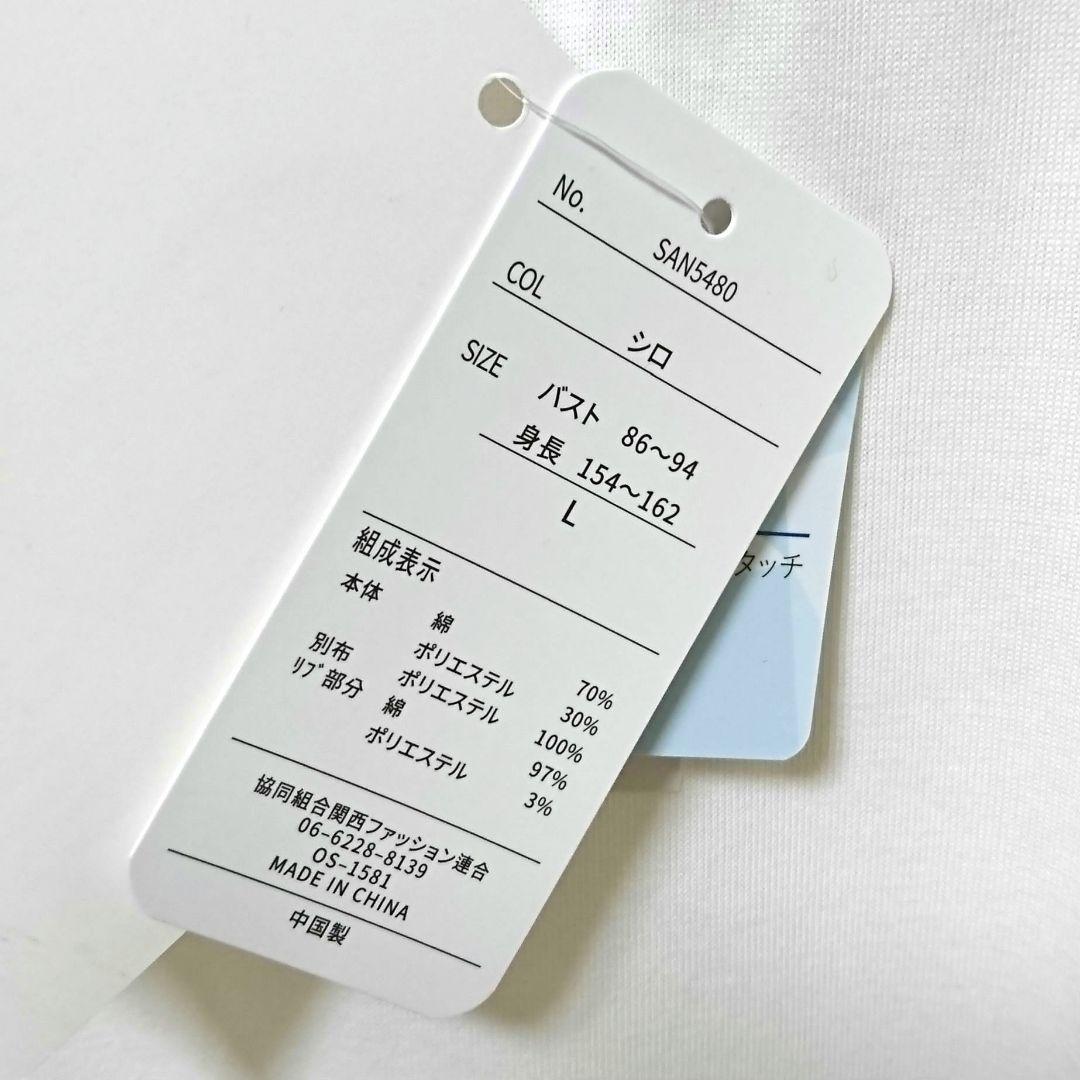 No.
SAN5480
COL
シロ
SIZE
バスト 86〜94
身長 154〜162
L
組成表示
本体
綿 70%
ポリエステル 30%
別布 ポリエステル 100%
ﾘﾌﾞ部分 綿 97%
ポリエステル 3%
協同組合関西ファッション連合
06-6228-8139
OS-1581
MADE IN CHINA
中国製
タッチ